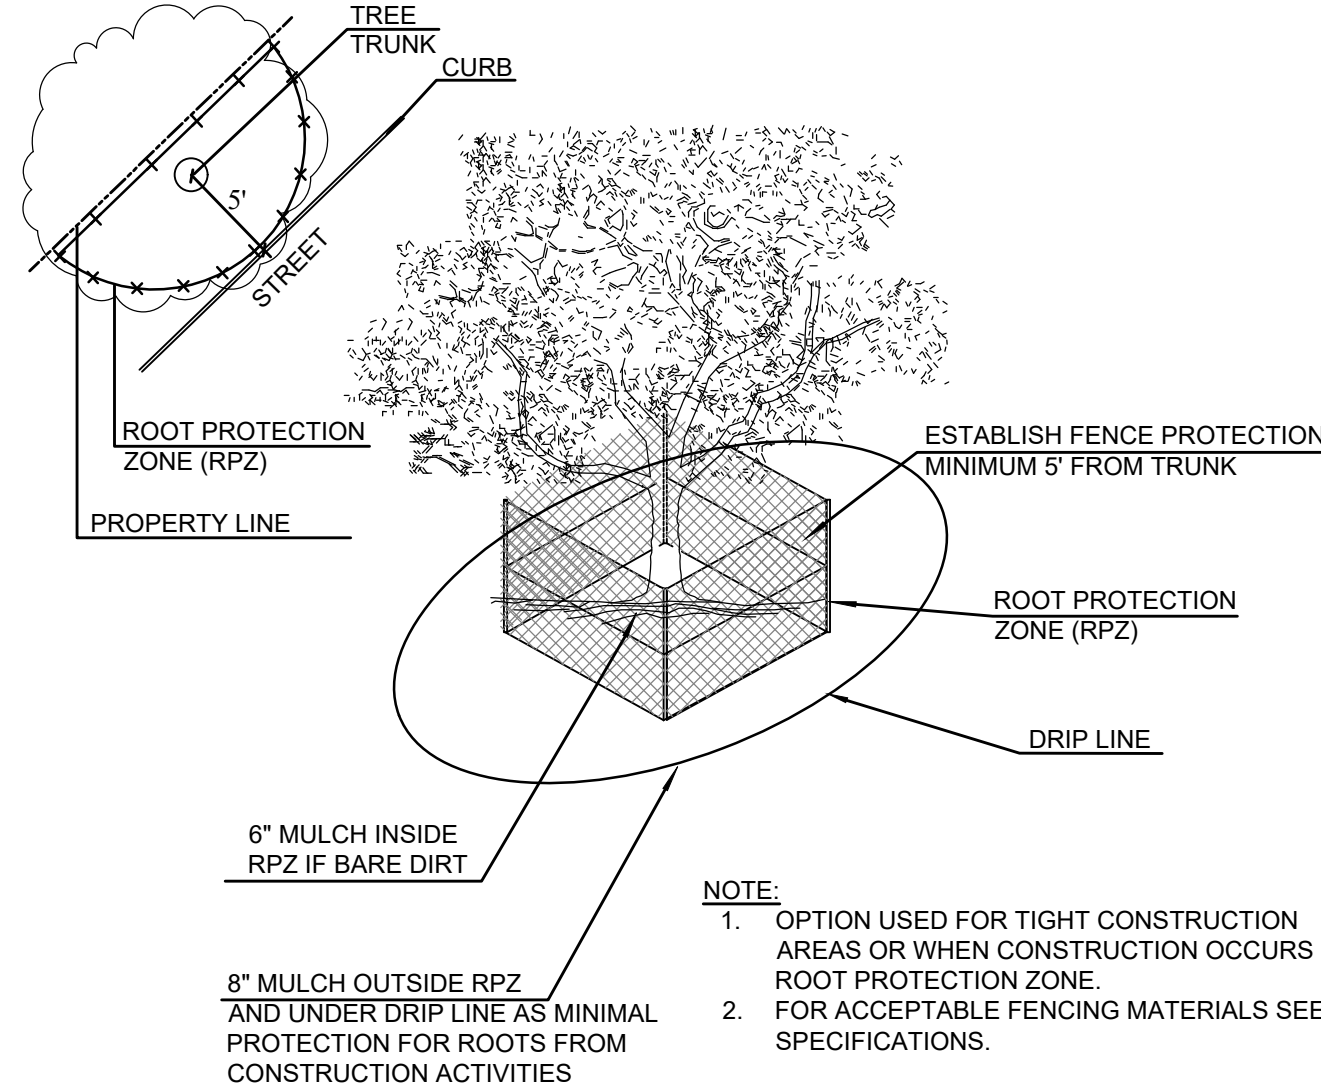 TREE
TRUNK
CURB
5'
STREET
ROOT PROTECTION
ZONE (RPZ)
PROPERTY LINE
ESTABLISH FENCE PROTECTION
MINIMUM 5' FROM TRUNK
ROOT PROTECTION
ZONE (RPZ)
DRIP LINE
6" MULCH INSIDE
RPZ IF BARE DIRT
8" MULCH OUTSIDE RPZ
AND UNDER DRIP LINE AS MINIMAL
PROTECTION FOR ROOTS FROM
CONSTRUCTION ACTIVITIES
NOTE:
1. OPTION USED FOR TIGHT CONSTRUCTION
AREAS OR WHEN CONSTRUCTION OCCURS
ROOT PROTECTION ZONE.
2. FOR ACCEPTABLE FENCING MATERIALS SEE
SPECIFICATIONS.